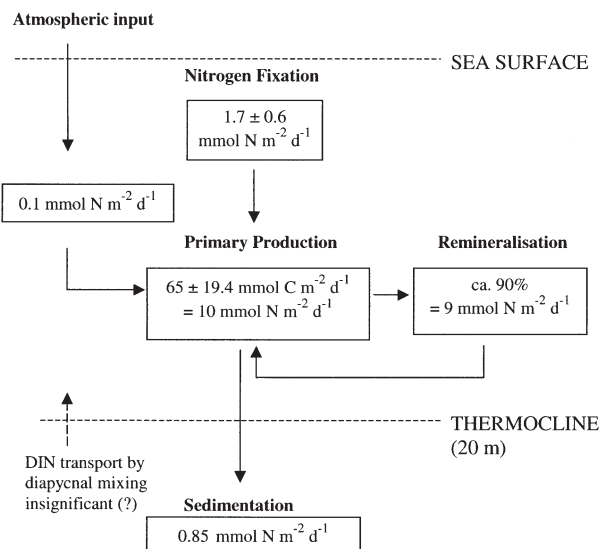 Atmospheric input
SEA SURFACE
Nitrogen Fixation
1.7 ± 0.6
mmol N m⁻² d⁻¹
0.1 mmol N m⁻² d⁻¹
Primary Production
Remineralisation
65 ± 19.4 mmol C m⁻² d⁻¹
= 10 mmol N m⁻² d⁻¹
ca. 90%
= 9 mmol N m⁻² d⁻¹
THERMOCLINE
(20 m)
DIN transport by
diapycnal mixing
insignificant (?)
Sedimentation
0.85 mmol N m⁻² d⁻¹